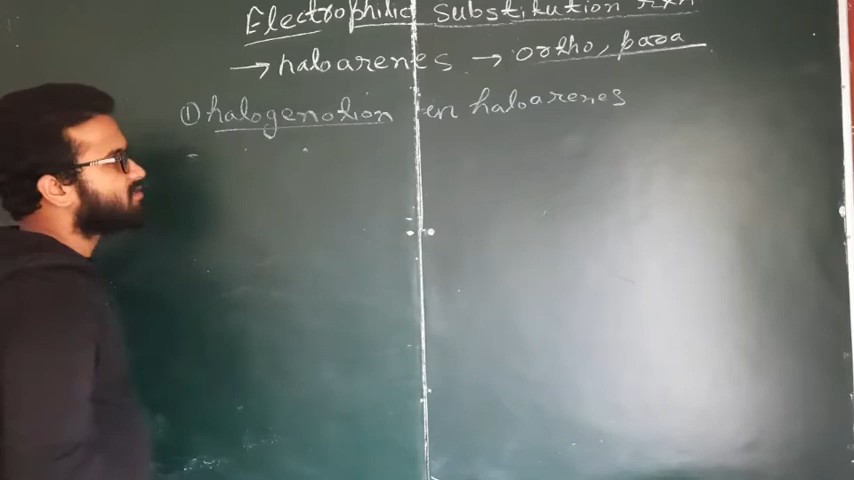 Electrophilic substitution rxn
→ haloarenes → ortho, para
① halogenation in haloarenes